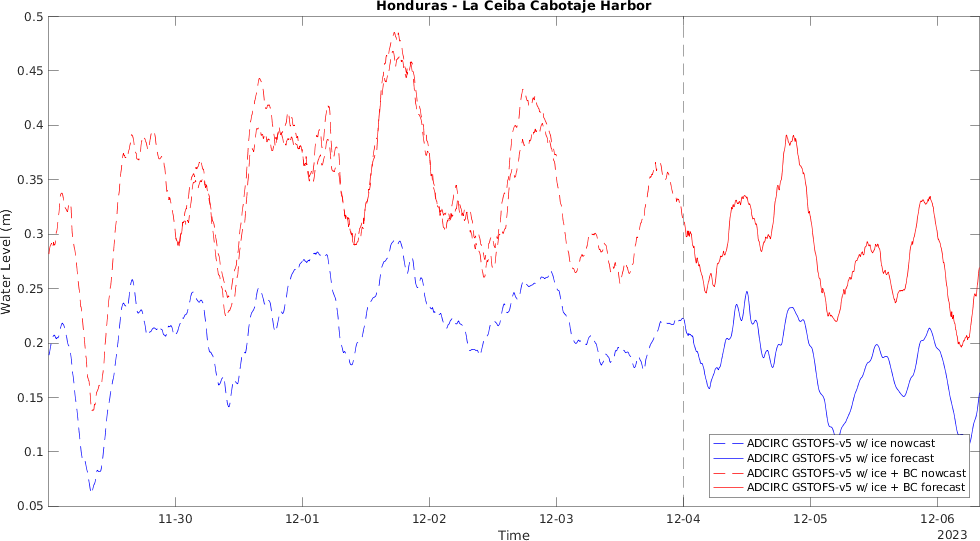 Honduras - La Ceiba Cabotaje Harbor
0.5
0.45
0.4
0.35
0.3
0.25
0.2
0.15
0.1
0.05
Water Level (m)
ADCIRC GSTOFS-v5 w/ ice nowcast
ADCIRC GSTOFS-v5 w/ ice forecast
ADCIRC GSTOFS-v5 w/ ice + BC nowcast
ADCIRC GSTOFS-v5 w/ ice + BC forecast
11-30 12-01 12-02 12-03 12-04 12-05 12-06
Time
2023